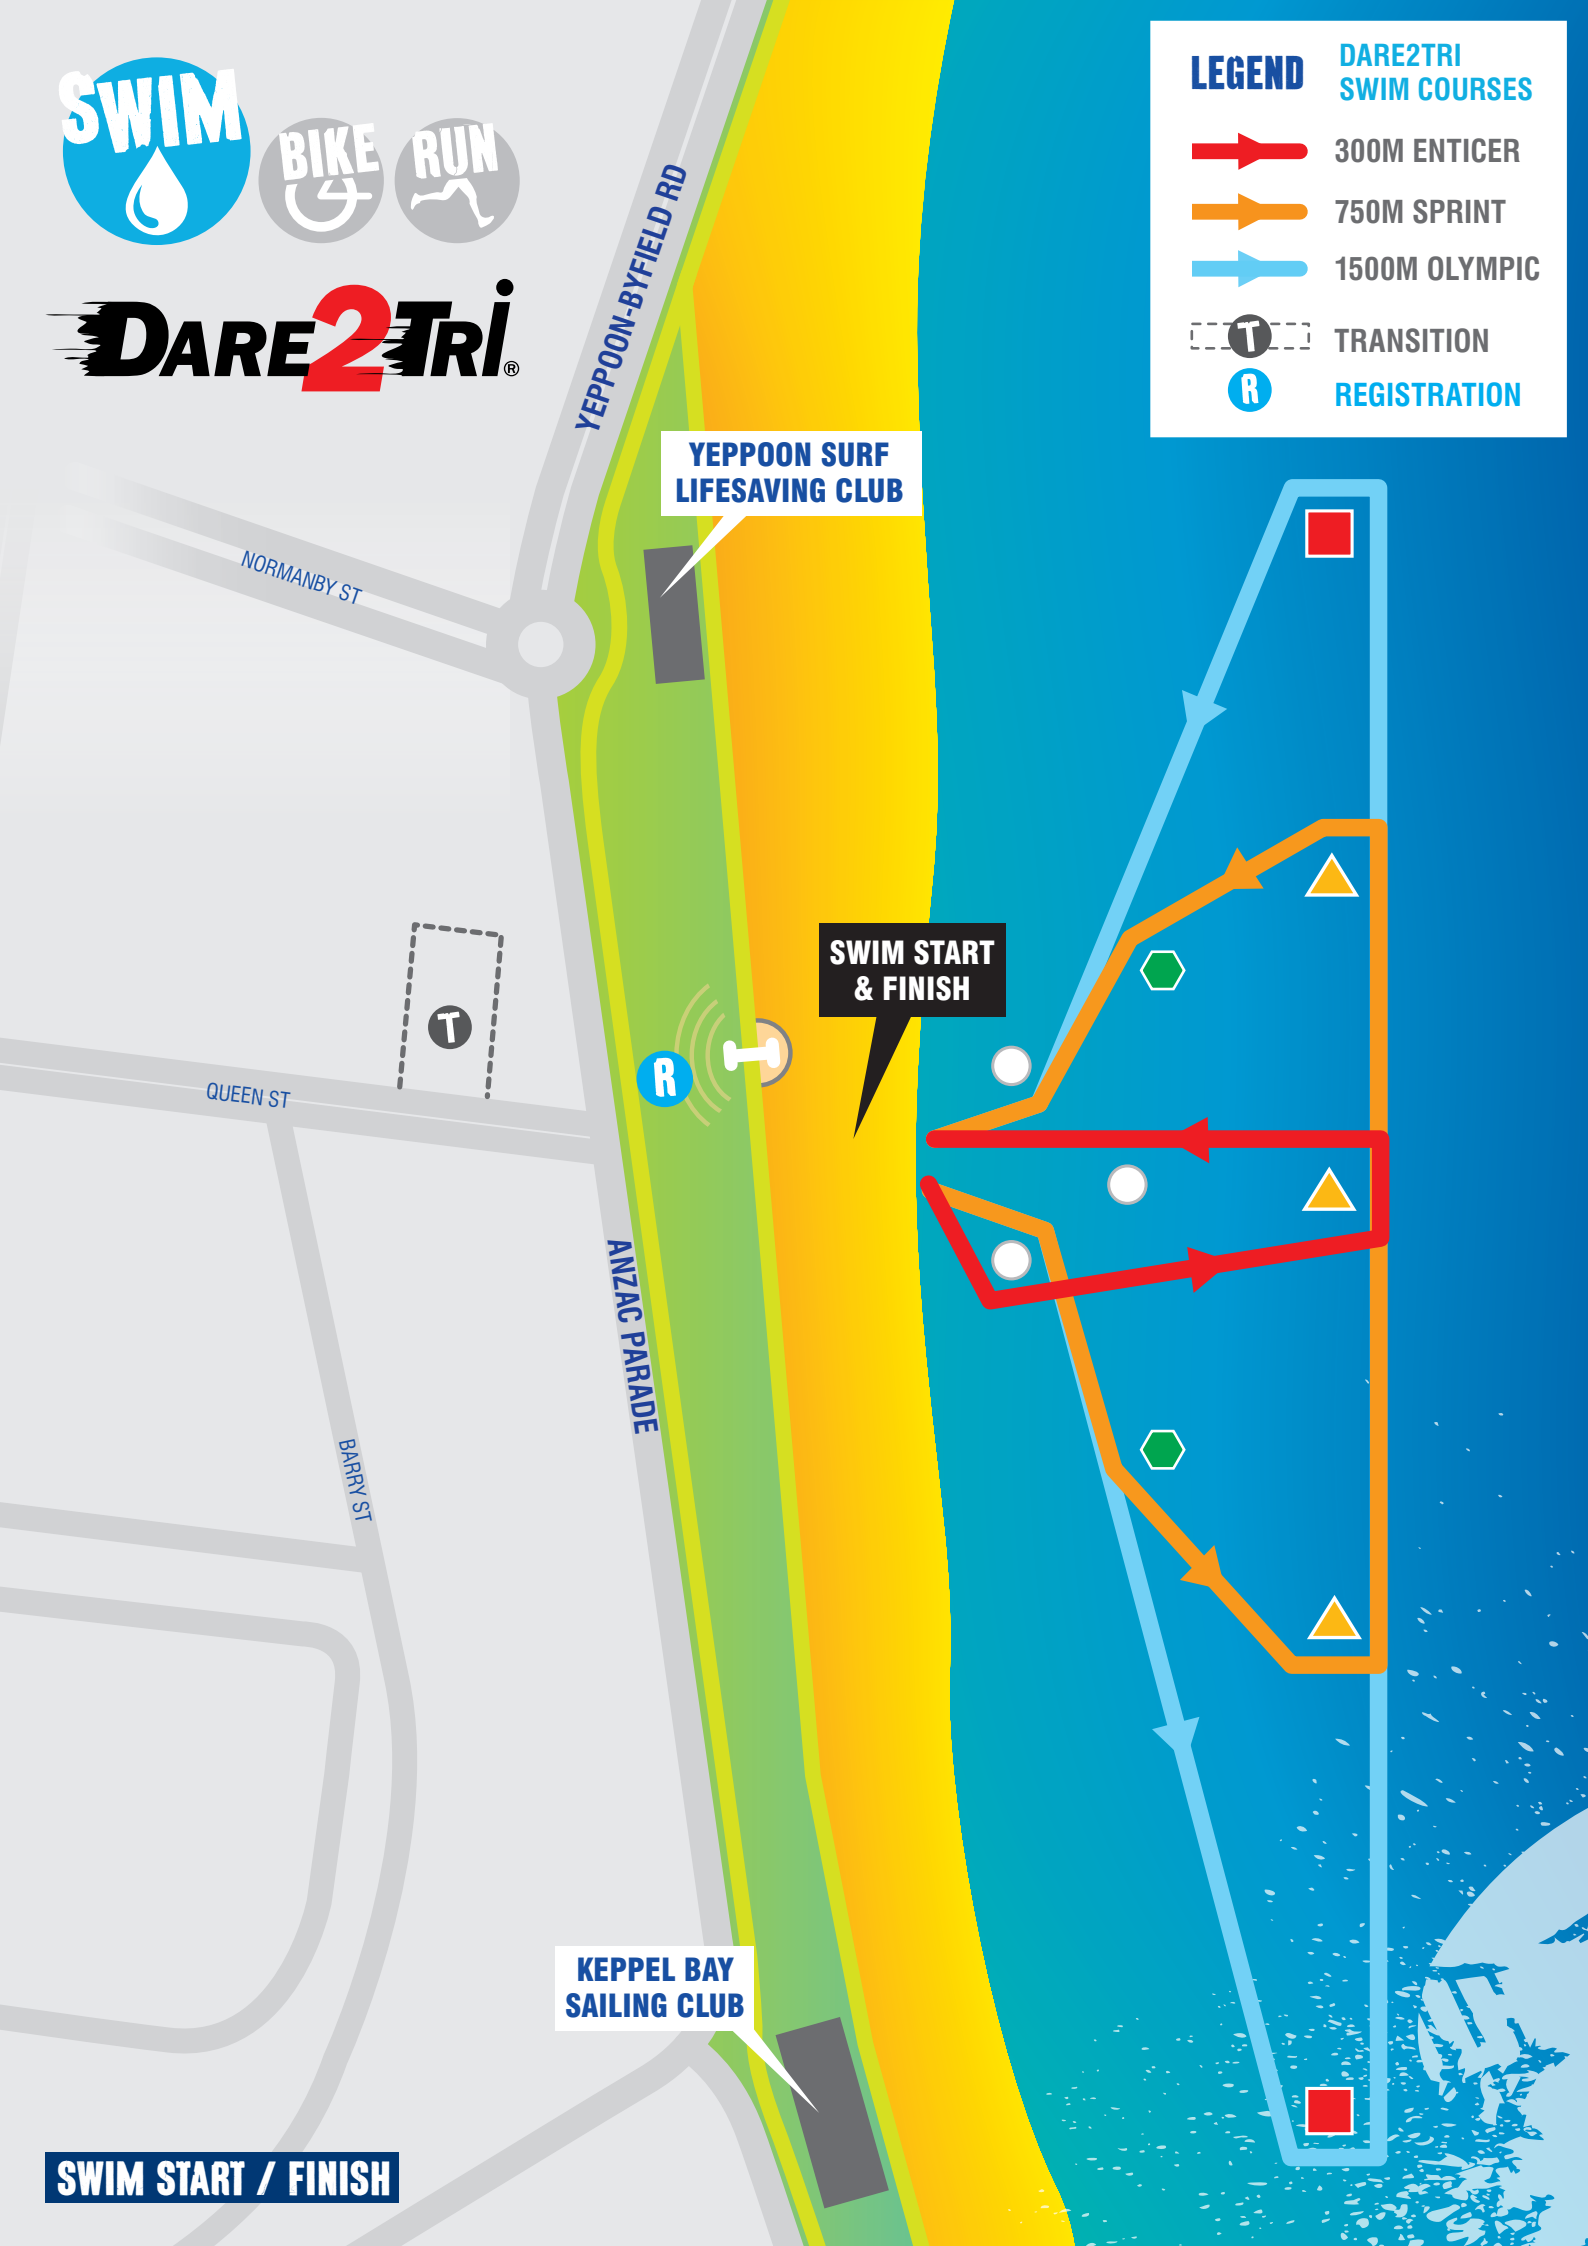 SWIM
BIKE
RUN
DARE2TRI®
LEGEND
DARE2TRI
SWIM COURSES
300M ENTICER
750M SPRINT
1500M OLYMPIC
T
TRANSITION
R
REGISTRATION
YEPPOON-BYFIELD RD
YEPPOON SURF
LIFESAVING CLUB
NORMANBY ST
SWIM START
& FINISH
T
R
QUEEN ST
ANZAC PARADE
BARRY ST
KEPPEL BAY
SAILING CLUB
SWIM START / FINISH